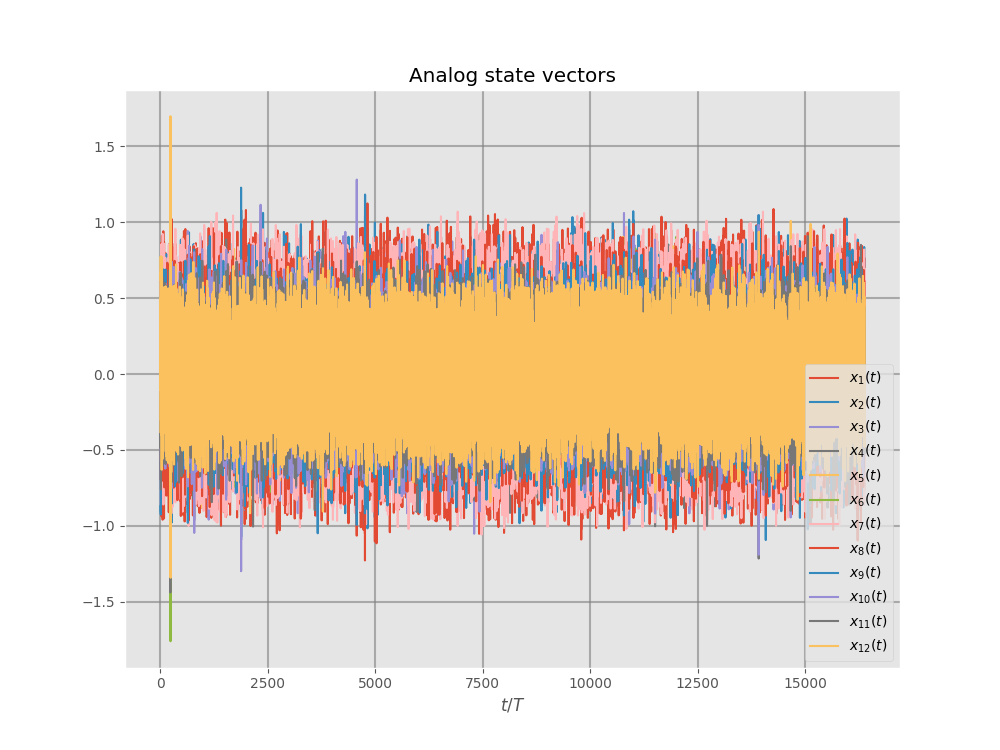 Analog state vectors
1.5
1.0
0.5
0.0
−0.5
−1.0
−1.5
0 2500 5000 7500 10000 12500 15000
t/T
x₁(t)
x₂(t)
x₃(t)
x₄(t)
x₅(t)
x₆(t)
x₇(t)
x₈(t)
x₉(t)
x₁₀(t)
x₁₁(t)
x₁₂(t)